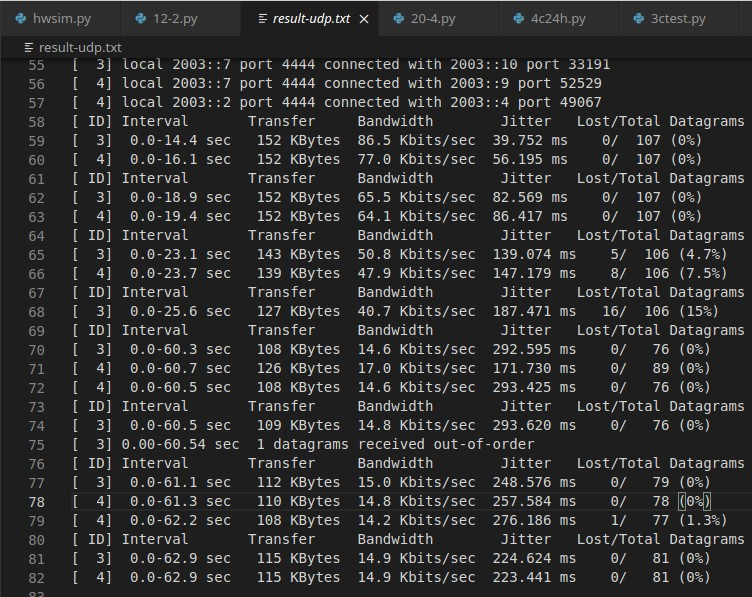 hwsim.py 12-2.py result-udp.txt × 20-4.py 4c24h.py 3ctest.py
result-udp.txt
55 [  3] local 2003::7 port 4444 connected with 2003::10 port 33191
56 [  4] local 2003::7 port 4444 connected with 2003::9 port 52529
57 [  4] local 2003::2 port 4444 connected with 2003::4 port 49067
58 [ ID] Interval       Transfer     Bandwidth        Jitter   Lost/Total Datagrams
59 [  3]  0.0-14.4 sec   152 KBytes  86.5 Kbits/sec  39.752 ms    0/  107 (0%)
60 [  4]  0.0-16.1 sec   152 KBytes  77.0 Kbits/sec  56.195 ms    0/  107 (0%)
61 [ ID] Interval       Transfer     Bandwidth        Jitter   Lost/Total Datagrams
62 [  3]  0.0-18.9 sec   152 KBytes  65.5 Kbits/sec  82.569 ms    0/  107 (0%)
63 [  4]  0.0-19.4 sec   152 KBytes  64.1 Kbits/sec  86.417 ms    0/  107 (0%)
64 [ ID] Interval       Transfer     Bandwidth        Jitter   Lost/Total Datagrams
65 [  3]  0.0-23.1 sec   143 KBytes  50.8 Kbits/sec  139.074 ms    5/  106 (4.7%)
66 [  4]  0.0-23.7 sec   139 KBytes  47.9 Kbits/sec  147.179 ms    8/  106 (7.5%)
67 [ ID] Interval       Transfer     Bandwidth        Jitter   Lost/Total Datagrams
68 [  3]  0.0-25.6 sec   127 KBytes  40.7 Kbits/sec  187.471 ms   16/  106 (15%)
69 [ ID] Interval       Transfer     Bandwidth        Jitter   Lost/Total Datagrams
70 [  3]  0.0-60.3 sec   108 KBytes  14.6 Kbits/sec  292.595 ms    0/   76 (0%)
71 [  4]  0.0-60.7 sec   126 KBytes  17.0 Kbits/sec  171.730 ms    0/   89 (0%)
72 [  4]  0.0-60.5 sec   108 KBytes  14.6 Kbits/sec  293.425 ms    0/   76 (0%)
73 [ ID] Interval       Transfer     Bandwidth        Jitter   Lost/Total Datagrams
74 [  3]  0.0-60.5 sec   109 KBytes  14.8 Kbits/sec  293.620 ms    0/   76 (0%)
75 [  3] 0.00-60.54 sec  1 datagrams received out-of-order
76 [ ID] Interval       Transfer     Bandwidth        Jitter   Lost/Total Datagrams
77 [  3]  0.0-61.1 sec   112 KBytes  15.0 Kbits/sec  248.576 ms    0/   79 (0%)
78 [  4]  0.0-61.3 sec   110 KBytes  14.8 Kbits/sec  257.584 ms    0/   78 (0%)
79 [  4]  0.0-62.2 sec   108 KBytes  14.2 Kbits/sec  276.186 ms    1/   77 (1.3%)
80 [ ID] Interval       Transfer     Bandwidth        Jitter   Lost/Total Datagrams
81 [  3]  0.0-62.9 sec   115 KBytes  14.9 Kbits/sec  224.624 ms    0/   81 (0%)
82 [  4]  0.0-62.9 sec   115 KBytes  14.9 Kbits/sec  223.441 ms    0/   81 (0%)
83